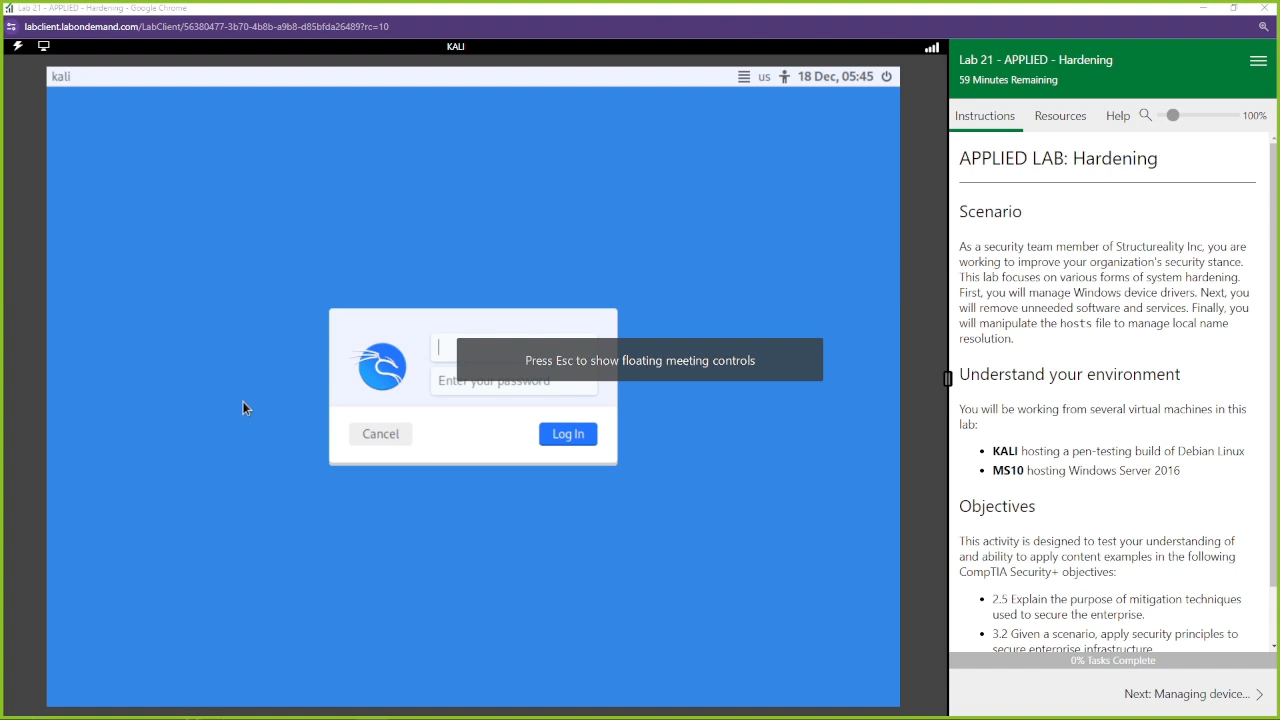 Lab 21 - APPLIED - Hardening - Google Chrome
labclient.labondemand.com/LabClient/56380477-3b70-4b8b-a9b8-d85bfda26489?rc=10
KALI
kali
us
18 Dec, 05:45
Press Esc to show floating meeting controls
Enter your password
Cancel
Log In
Lab 21 - APPLIED - Hardening
59 Minutes Remaining
Instructions
Resources
Help
100%
APPLIED LAB: Hardening
Scenario
As a security team member of Structureality Inc, you are
working to improve your organization's security stance.
This lab focuses on various forms of system hardening.
First, you will manage Windows device drivers. Next, you
will remove unneeded software and services. Finally, you
will manipulate the hosts file to manage local name
resolution.
Understand your environment
You will be working from several virtual machines in this
lab:
• KALI hosting a pen-testing build of Debian Linux
• MS10 hosting Windows Server 2016
Objectives
This activity is designed to test your understanding of
and ability to apply content examples in the following
CompTIA Security+ objectives:
• 2.5 Explain the purpose of mitigation techniques
used to secure the enterprise.
• 3.2 Given a scenario, apply security principles to
secure enterprise infrastructure
0% Tasks Complete
Next: Managing device...